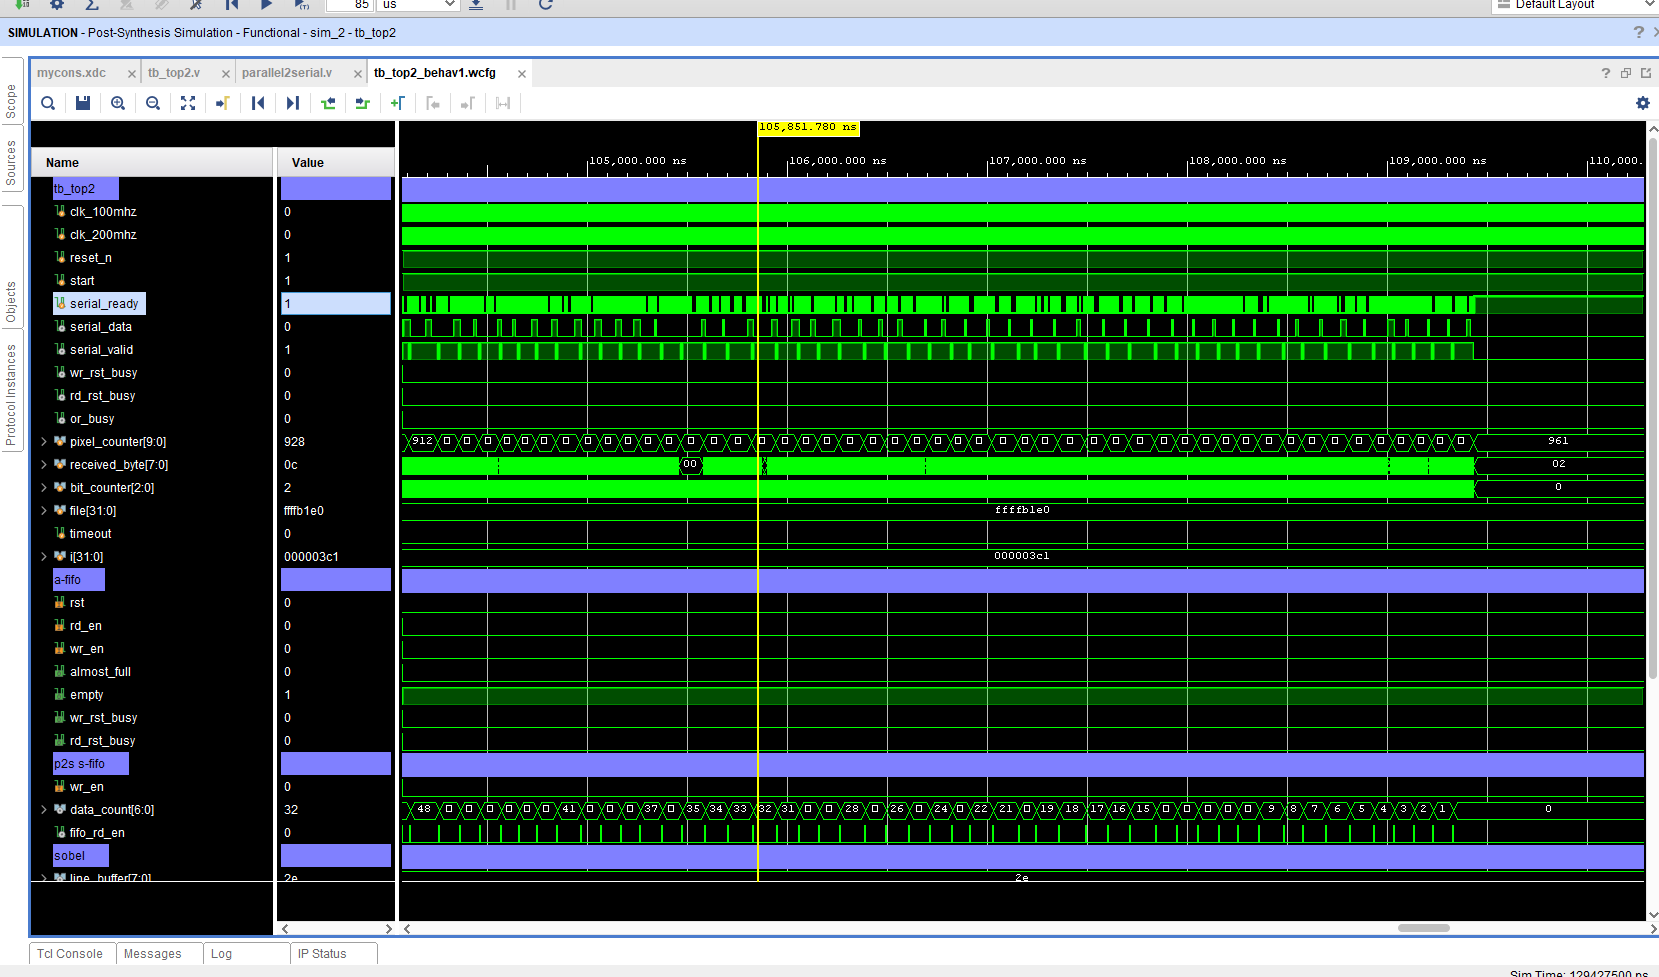 85 us
Default Layout
SIMULATION - Post-Synthesis Simulation - Functional - sim_2 - tb_top2
?
mycons.xdc
tb_top2.v
parallel2serial.v
tb_top2_behav1.wcfg
?
Scope
Sources
Objects
Protocol Instances
105,851.780 ns
105,000.000 ns 106,000.000 ns 107,000.000 ns 108,000.000 ns 109,000.000 ns 110,000.
Name Value
tb_top2
clk_100mhz 0
clk_200mhz 0
reset_n 1
start 1
serial_ready 1
serial_data 0
serial_valid 1
wr_rst_busy 0
rd_rst_busy 0
or_busy 0
pixel_counter[9:0] 928 912 961
received_byte[7:0] 0c 00 02
bit_counter[2:0] 2 0
file[31:0] ffffb1e0 ffffb1e0
timeout 0
i[31:0] 000003c1 000003c1
a-fifo
rst 0
rd_en 0
wr_en 0
almost_full 0
empty 1
wr_rst_busy 0
rd_rst_busy 0
p2s s-fifo
wr_en 0
data_count[6:0] 32 48 41 37 35 34 33 32 31 28 26 24 22 21 19 18 17 16 15 9 8 7 6 5 4 3 2 1 0
fifo_rd_en 0
sobel
line_buffer[7:0] 2e 2e
Tcl Console Messages Log IP Status
Sim Time: 129427500 ps